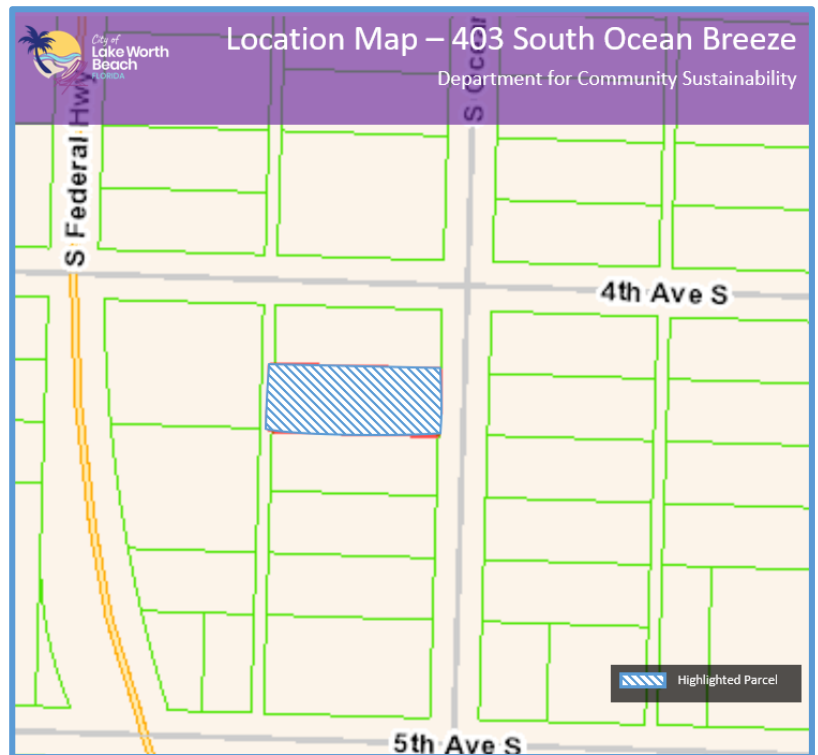 City of
Lake Worth
Beach
FLORIDA
Location Map – 403 South Ocean Breeze
Department for Community Sustainability
S Federal Hwy
4th Ave S
Highlighted Parcel
5th Ave S